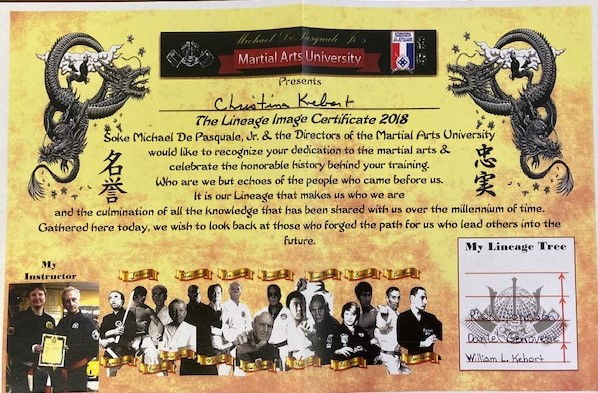 Michael De Pasquale Jr's
Martial Arts University
Presents
Christina Kehort
The Lineage Image Certificate 2018
Soke Michael De Pasquale, Jr. & the Directors of the Martial Arts University
would like to recognize your dedication to the martial arts &
celebrate the honorable history behind your training.
Who are we but echoes of the people who came before us.
It is our Lineage that makes us who we are
and the culmination of all the knowledge that has been shared with us over the millennium of time.
Gathered here today, we wish to look back at those who forged the path for us who lead others into the
future.
名誉
忠実
My
Instructor
My Lineage Tree
William L. Kehort